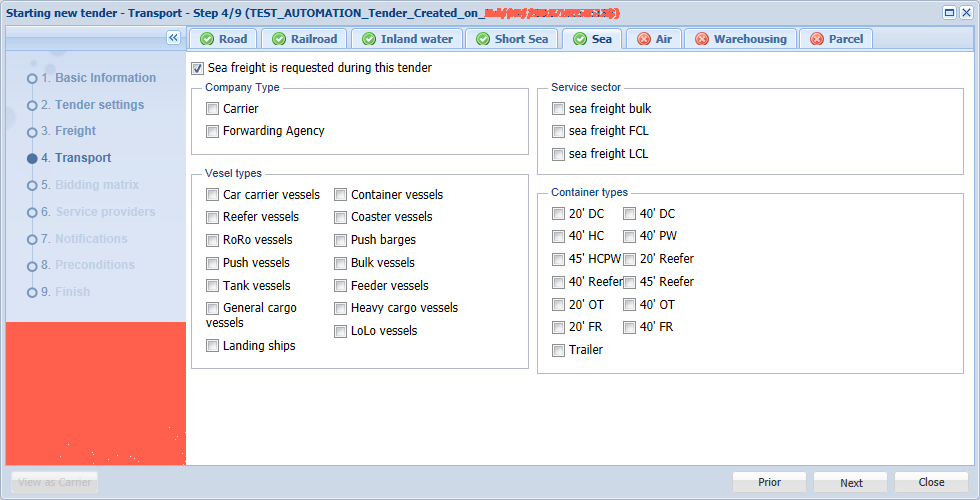 Starting new tender - Transport - Step 4/9 (TEST_AUTOMATION_Tender_Created_on_
Road Railroad Inland water Short Sea Sea Air Warehousing Parcel
1. Basic Information
2. Tender settings
3. Freight
4. Transport
5. Bidding matrix
6. Service providers
7. Notifications
8. Preconditions
9. Finish
Sea freight is requested during this tender
Company Type
Carrier
Forwarding Agency
Vesel types
Car carrier vessels Container vessels
Reefer vessels Coaster vessels
RoRo vessels Push barges
Push vessels Bulk vessels
Tank vessels Feeder vessels
General cargo vessels Heavy cargo vessels
LoLo vessels
Landing ships
Service sector
sea freight bulk
sea freight FCL
sea freight LCL
Container types
20' DC 40' DC
40' HC 40' PW
45' HCPW 20' Reefer
40' Reefer 45' Reefer
20' OT 40' OT
20' FR 40' FR
Trailer
View as Carrier Prior Next Close